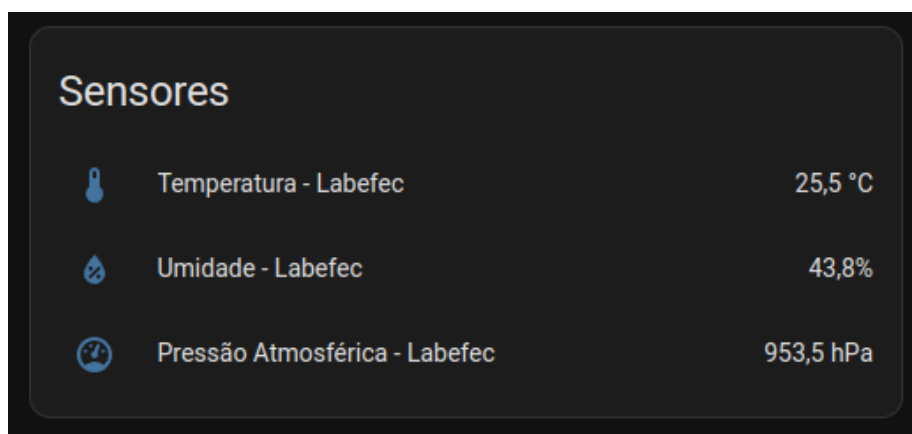 Sensores
Temperatura - Labefec 25,5 °C
Umidade - Labefec 43,8%
Pressão Atmosférica - Labefec 953,5 hPa